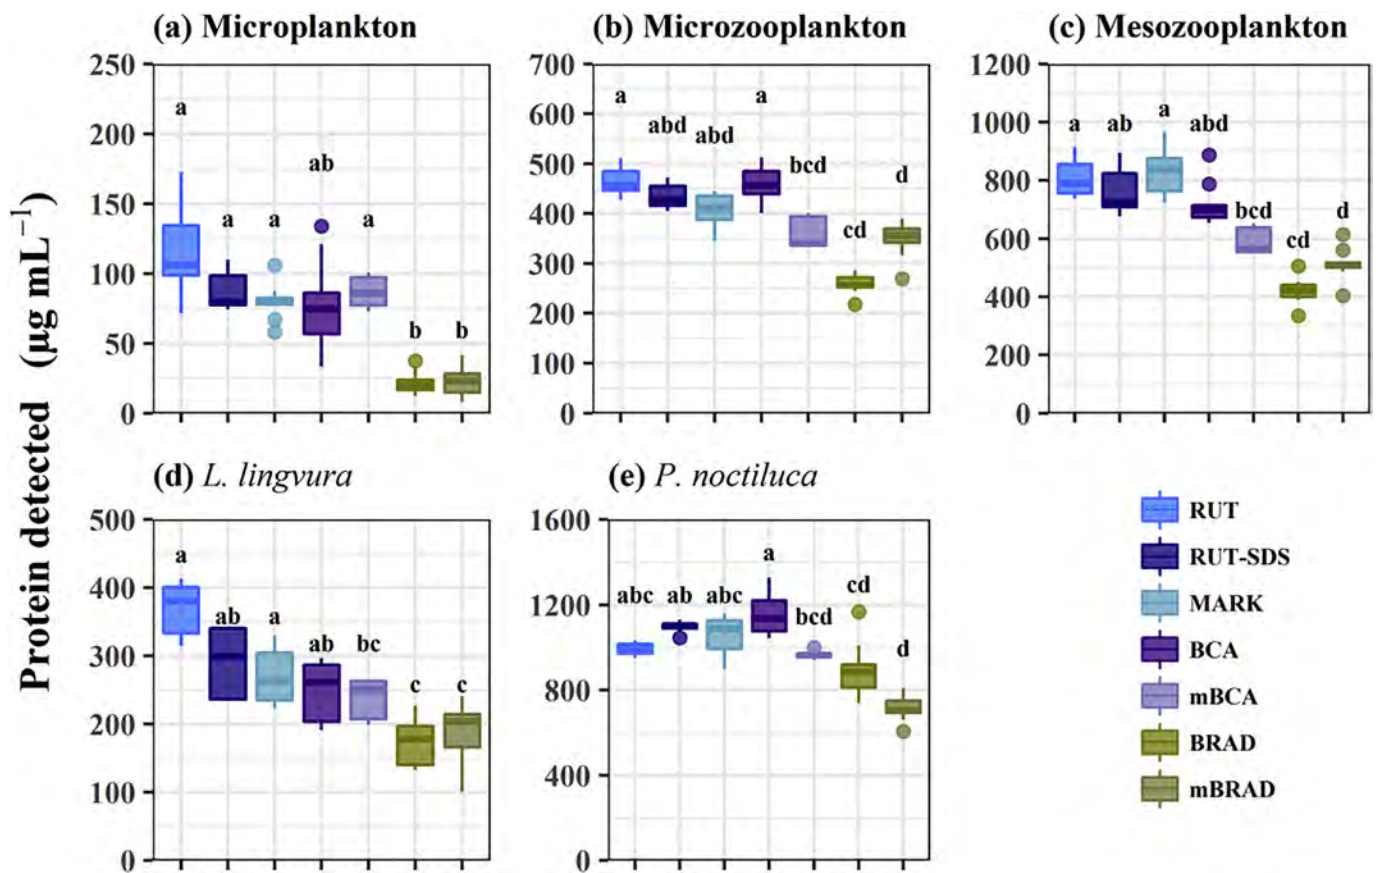 (a) Microplankton
(b) Microzooplankton
(c) Mesozooplankton
Protein detected (µg mL⁻¹)
250
200
150
100
50
0
a
a
a
ab
a
b
b
700
600
500
400
300
200
100
0
a
abd
abd
a
bcd
cd
d
1200
1000
800
600
400
200
0
a
ab
a
abd
bcd
cd
d
(d) L. lingvura
(e) P. noctiluca
500
400
300
200
100
0
a
ab
a
ab
bc
c
c
1600
1200
800
400
0
abc
ab
abc
a
bcd
cd
d
RUT
RUT-SDS
MARK
BCA
mBCA
BRAD
mBRAD